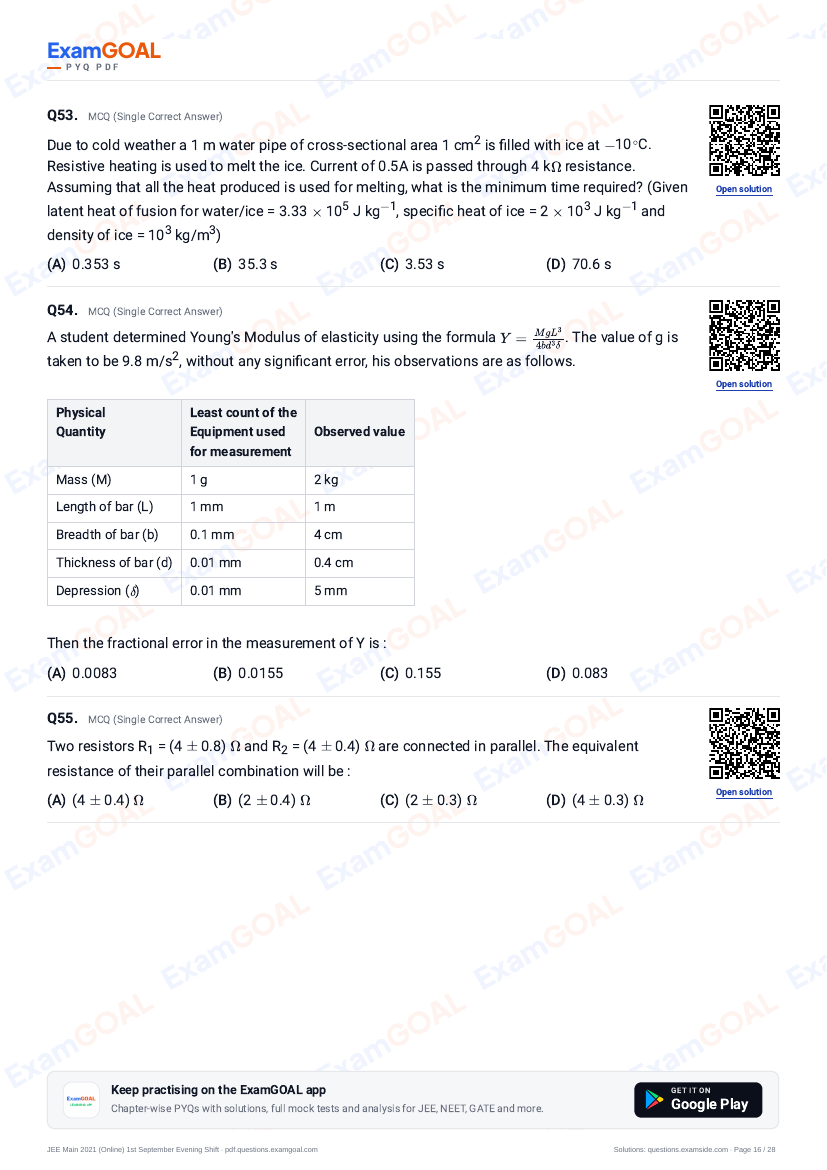 ExamGOAL
PYQ PDF
Q53. MCQ (Single Correct Answer)
Due to cold weather a 1 m water pipe of cross-sectional area 1 cm² is filled with ice at −10°C.
Resistive heating is used to melt the ice. Current of 0.5A is passed through 4 kΩ resistance.
Assuming that all the heat produced is used for melting, what is the minimum time required? (Given
latent heat of fusion for water/ice = 3.33 × 10⁵ J kg⁻¹, specific heat of ice = 2 × 10³ J kg⁻¹ and
density of ice = 10³ kg/m³)
(A) 0.353 s (B) 35.3 s (C) 3.53 s (D) 70.6 s
Open solution
Q54. MCQ (Single Correct Answer)
A student determined Young's Modulus of elasticity using the formula Y = MgL³/4bd³δ. The value of g is
taken to be 9.8 m/s², without any significant error, his observations are as follows.
Open solution
Physical Quantity | Least count of the Equipment used for measurement | Observed value
Mass (M) | 1 g | 2 kg
Length of bar (L) | 1 mm | 1 m
Breadth of bar (b) | 0.1 mm | 4 cm
Thickness of bar (d) | 0.01 mm | 0.4 cm
Depression (δ) | 0.01 mm | 5 mm
Then the fractional error in the measurement of Y is :
(A) 0.0083 (B) 0.0155 (C) 0.155 (D) 0.083
Q55. MCQ (Single Correct Answer)
Two resistors R₁ = (4 ± 0.8) Ω and R₂ = (4 ± 0.4) Ω are connected in parallel. The equivalent
resistance of their parallel combination will be :
(A) (4 ± 0.4) Ω (B) (2 ± 0.4) Ω (C) (2 ± 0.3) Ω (D) (4 ± 0.3) Ω
Open solution
ExamGOAL
Keep practising on the ExamGOAL app
Chapter-wise PYQs with solutions, full mock tests and analysis for JEE, NEET, GATE and more.
GET IT ON
Google Play
JEE Main 2021 (Online) 1st September Evening Shift · pdf.questions.examgoal.com
Solutions: questions.examside.com · Page 16 / 28